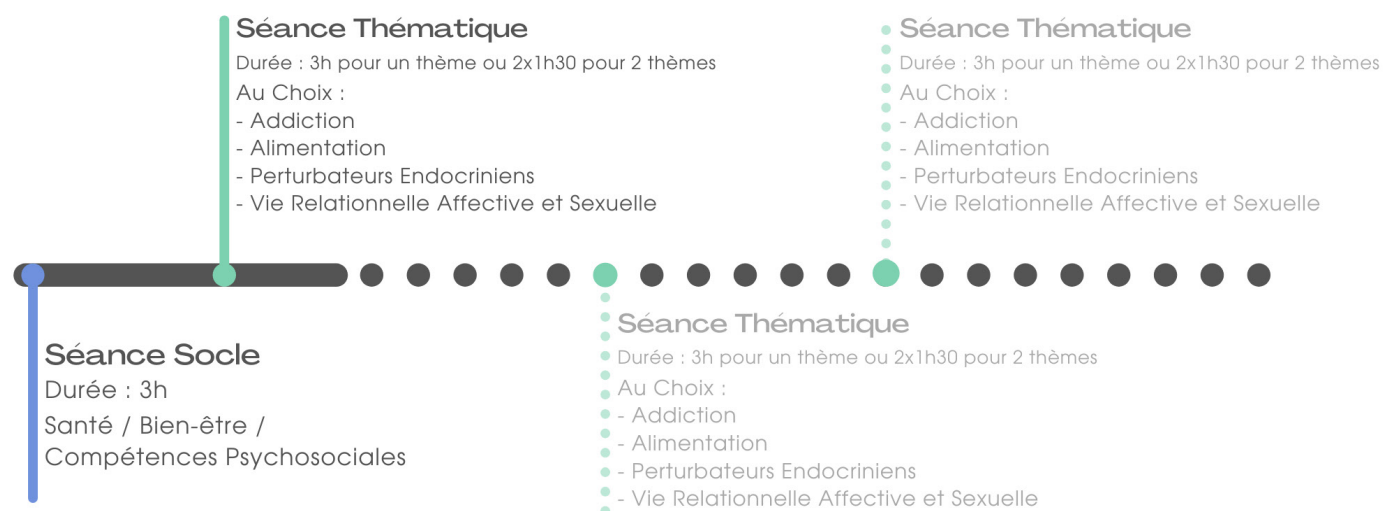 Séance Thématique
Durée : 3h pour un thème ou 2x1h30 pour 2 thèmes
Au Choix :
- Addiction
- Alimentation
- Perturbateurs Endocriniens
- Vie Relationnelle Affective et Sexuelle
Séance Thématique
Durée : 3h pour un thème ou 2x1h30 pour 2 thèmes
Au Choix :
- Addiction
- Alimentation
- Perturbateurs Endocriniens
- Vie Relationnelle Affective et Sexuelle
Séance Socle
Durée : 3h
Santé / Bien-être /
Compétences Psychosociales
Séance Thématique
Durée : 3h pour un thème ou 2x1h30 pour 2 thèmes
Au Choix :
- Addiction
- Alimentation
- Perturbateurs Endocriniens
- Vie Relationnelle Affective et Sexuelle